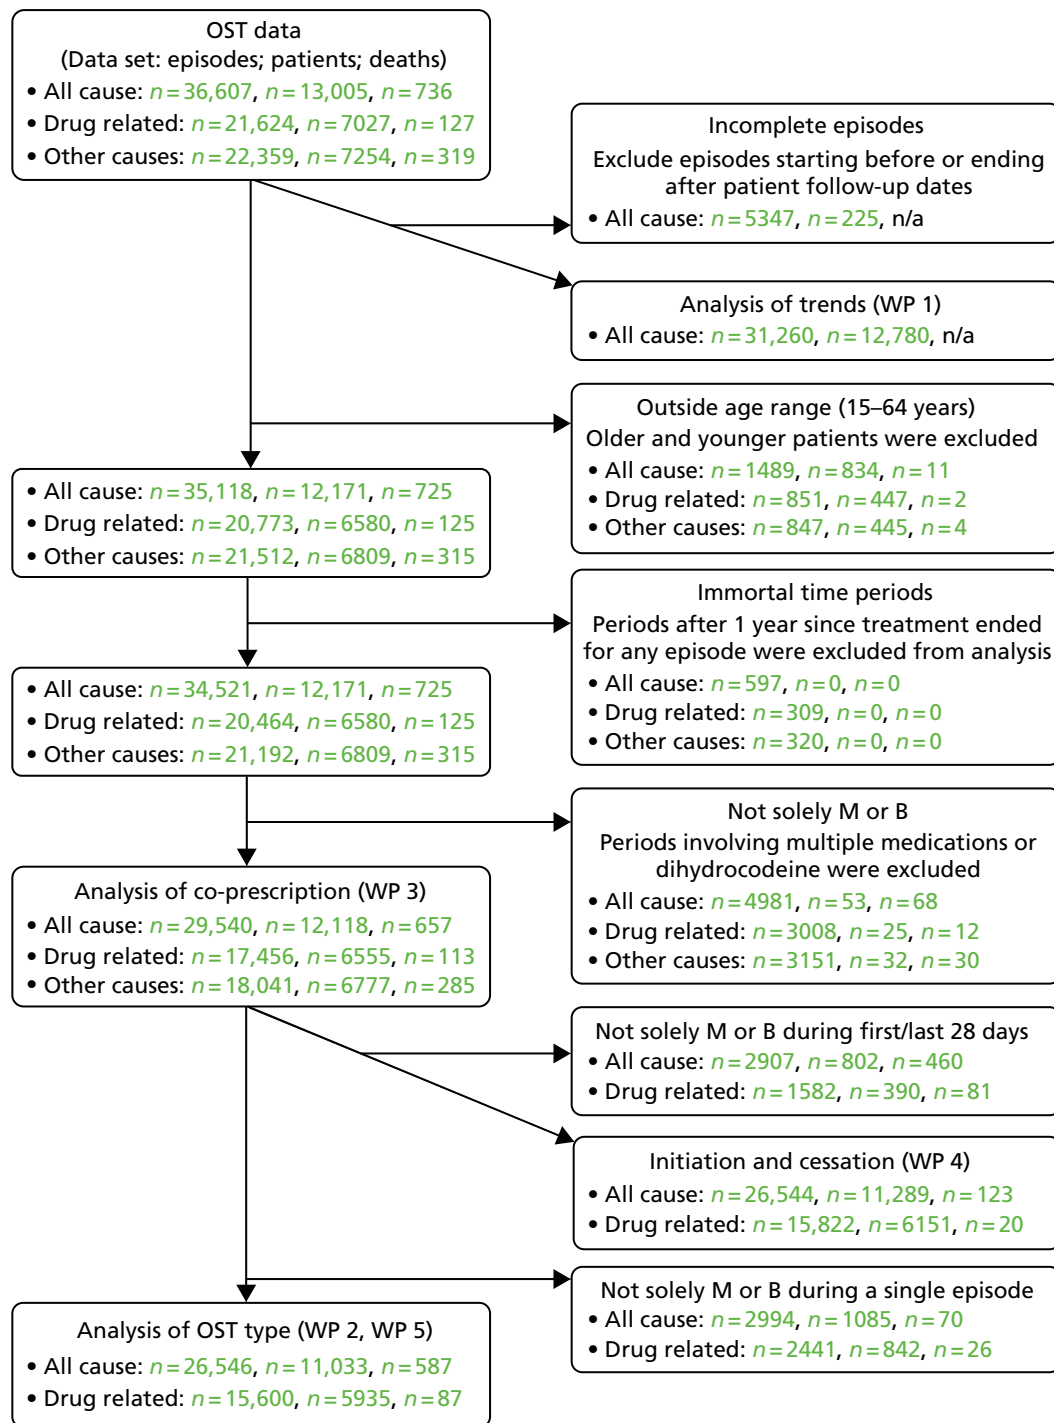 OST data
(Data set: episodes; patients; deaths)
• All cause: n=36,607, n=13,005, n=736
• Drug related: n=21,624, n=7027, n=127
• Other causes: n=22,359, n=7254, n=319
Incomplete episodes
Exclude episodes starting before or ending
after patient follow-up dates
• All cause: n=5347, n=225, n/a
Analysis of trends (WP 1)
• All cause: n=31,260, n=12,780, n/a
Outside age range (15–64 years)
Older and younger patients were excluded
• All cause: n=1489, n=834, n=11
• Drug related: n=851, n=447, n=2
• Other causes: n=847, n=445, n=4
• All cause: n=35,118, n=12,171, n=725
• Drug related: n=20,773, n=6580, n=125
• Other causes: n=21,512, n=6809, n=315
Immortal time periods
Periods after 1 year since treatment ended
for any episode were excluded from analysis
• All cause: n=597, n=0, n=0
• Drug related: n=309, n=0, n=0
• Other causes: n=320, n=0, n=0
• All cause: n=34,521, n=12,171, n=725
• Drug related: n=20,464, n=6580, n=125
• Other causes: n=21,192, n=6809, n=315
Not solely M or B
Periods involving multiple medications or
dihydrocodeine were excluded
• All cause: n=4981, n=53, n=68
• Drug related: n=3008, n=25, n=12
• Other causes: n=3151, n=32, n=30
Analysis of co-prescription (WP 3)
• All cause: n=29,540, n=12,118, n=657
• Drug related: n=17,456, n=6555, n=113
• Other causes: n=18,041, n=6777, n=285
Not solely M or B during first/last 28 days
• All cause: n=2907, n=802, n=460
• Drug related: n=1582, n=390, n=81
Initiation and cessation (WP 4)
• All cause: n=26,544, n=11,289, n=123
• Drug related: n=15,822, n=6151, n=20
Not solely M or B during a single episode
• All cause: n=2994, n=1085, n=70
• Drug related: n=2441, n=842, n=26
Analysis of OST type (WP 2, WP 5)
• All cause: n=26,546, n=11,033, n=587
• Drug related: n=15,600, n=5935, n=87